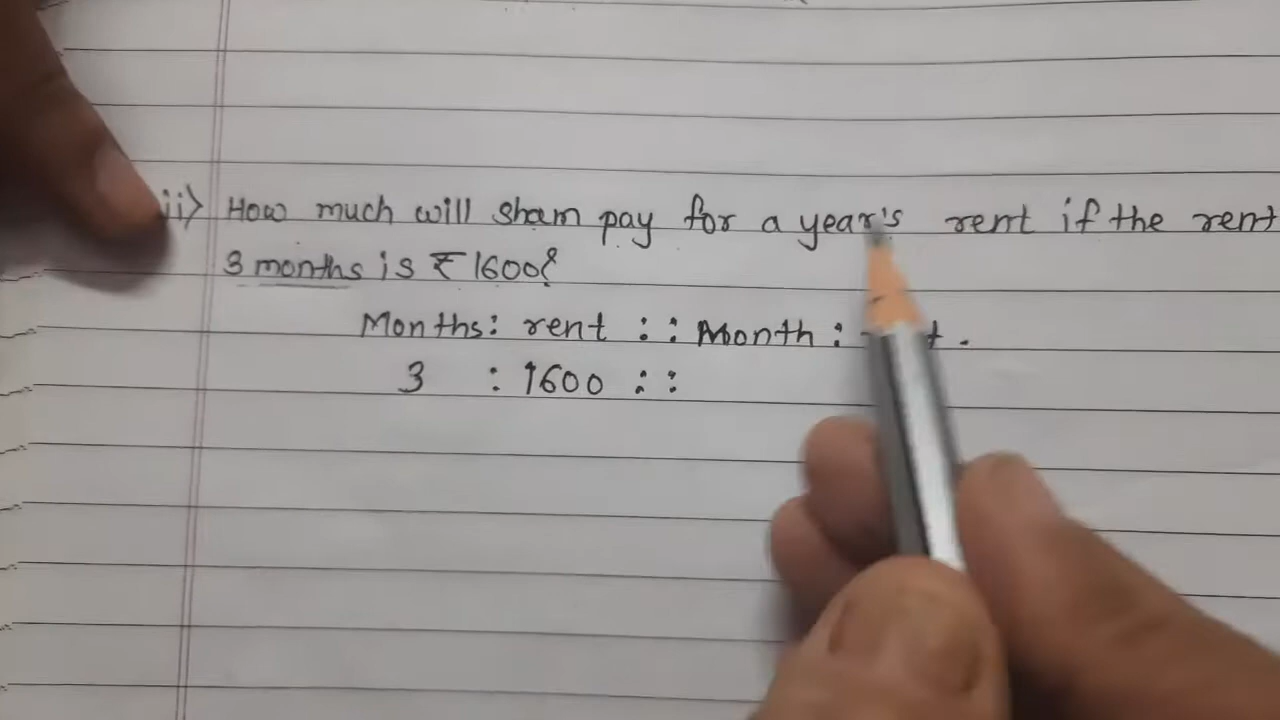 ii) How much will sham pay for a year's rent if the rent
3 months is ₹1600?
Months: rent :: Month :
3 : 1600 ::